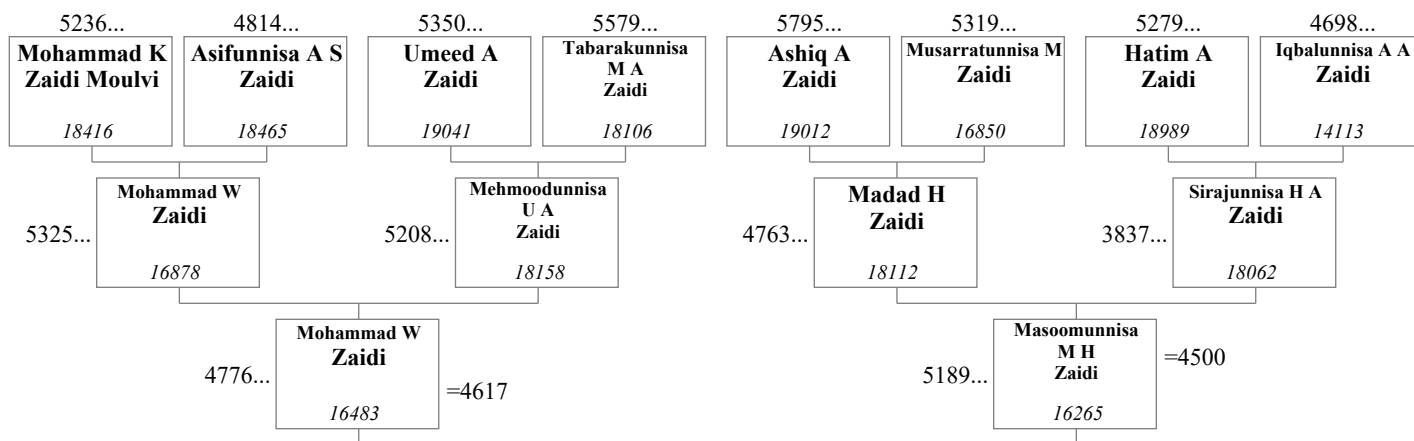 5236... 4814... 5350... 5579... 5795... 5319... 5279... 4698...
Mohammad K
Zaidi Moulvi
18416
Asifunnisa A S
Zaidi
18465
Umeed A
Zaidi
19041
Tabarakunnisa
M A
Zaidi
18106
Ashiq A
Zaidi
19012
Musarratunnisa M
Zaidi
16850
Hatim A
Zaidi
18989
Iqbalunnisa A A
Zaidi
14113
5325...
Mohammad W
Zaidi
16878
5208...
Mehmoodunnisa
U A
Zaidi
18158
4763...
Madad H
Zaidi
18112
3837...
Sirajunnisa H A
Zaidi
18062
4776...
Mohammad W
Zaidi
16483
=4617
5189...
Masoomunnisa
M H
Zaidi
16265
=4500